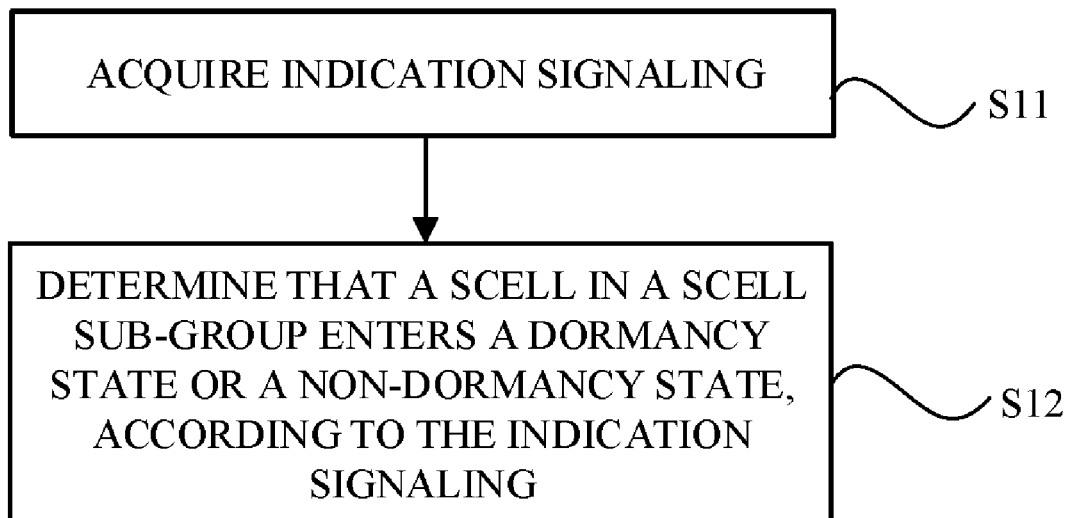 ACQUIRE INDICATION SIGNALING
S11
DETERMINE THAT A SCELL IN A SCELL
SUB-GROUP ENTERS A DORMANCY
STATE OR A NON-DORMANCY STATE,
ACCORDING TO THE INDICATION
SIGNALING
S12